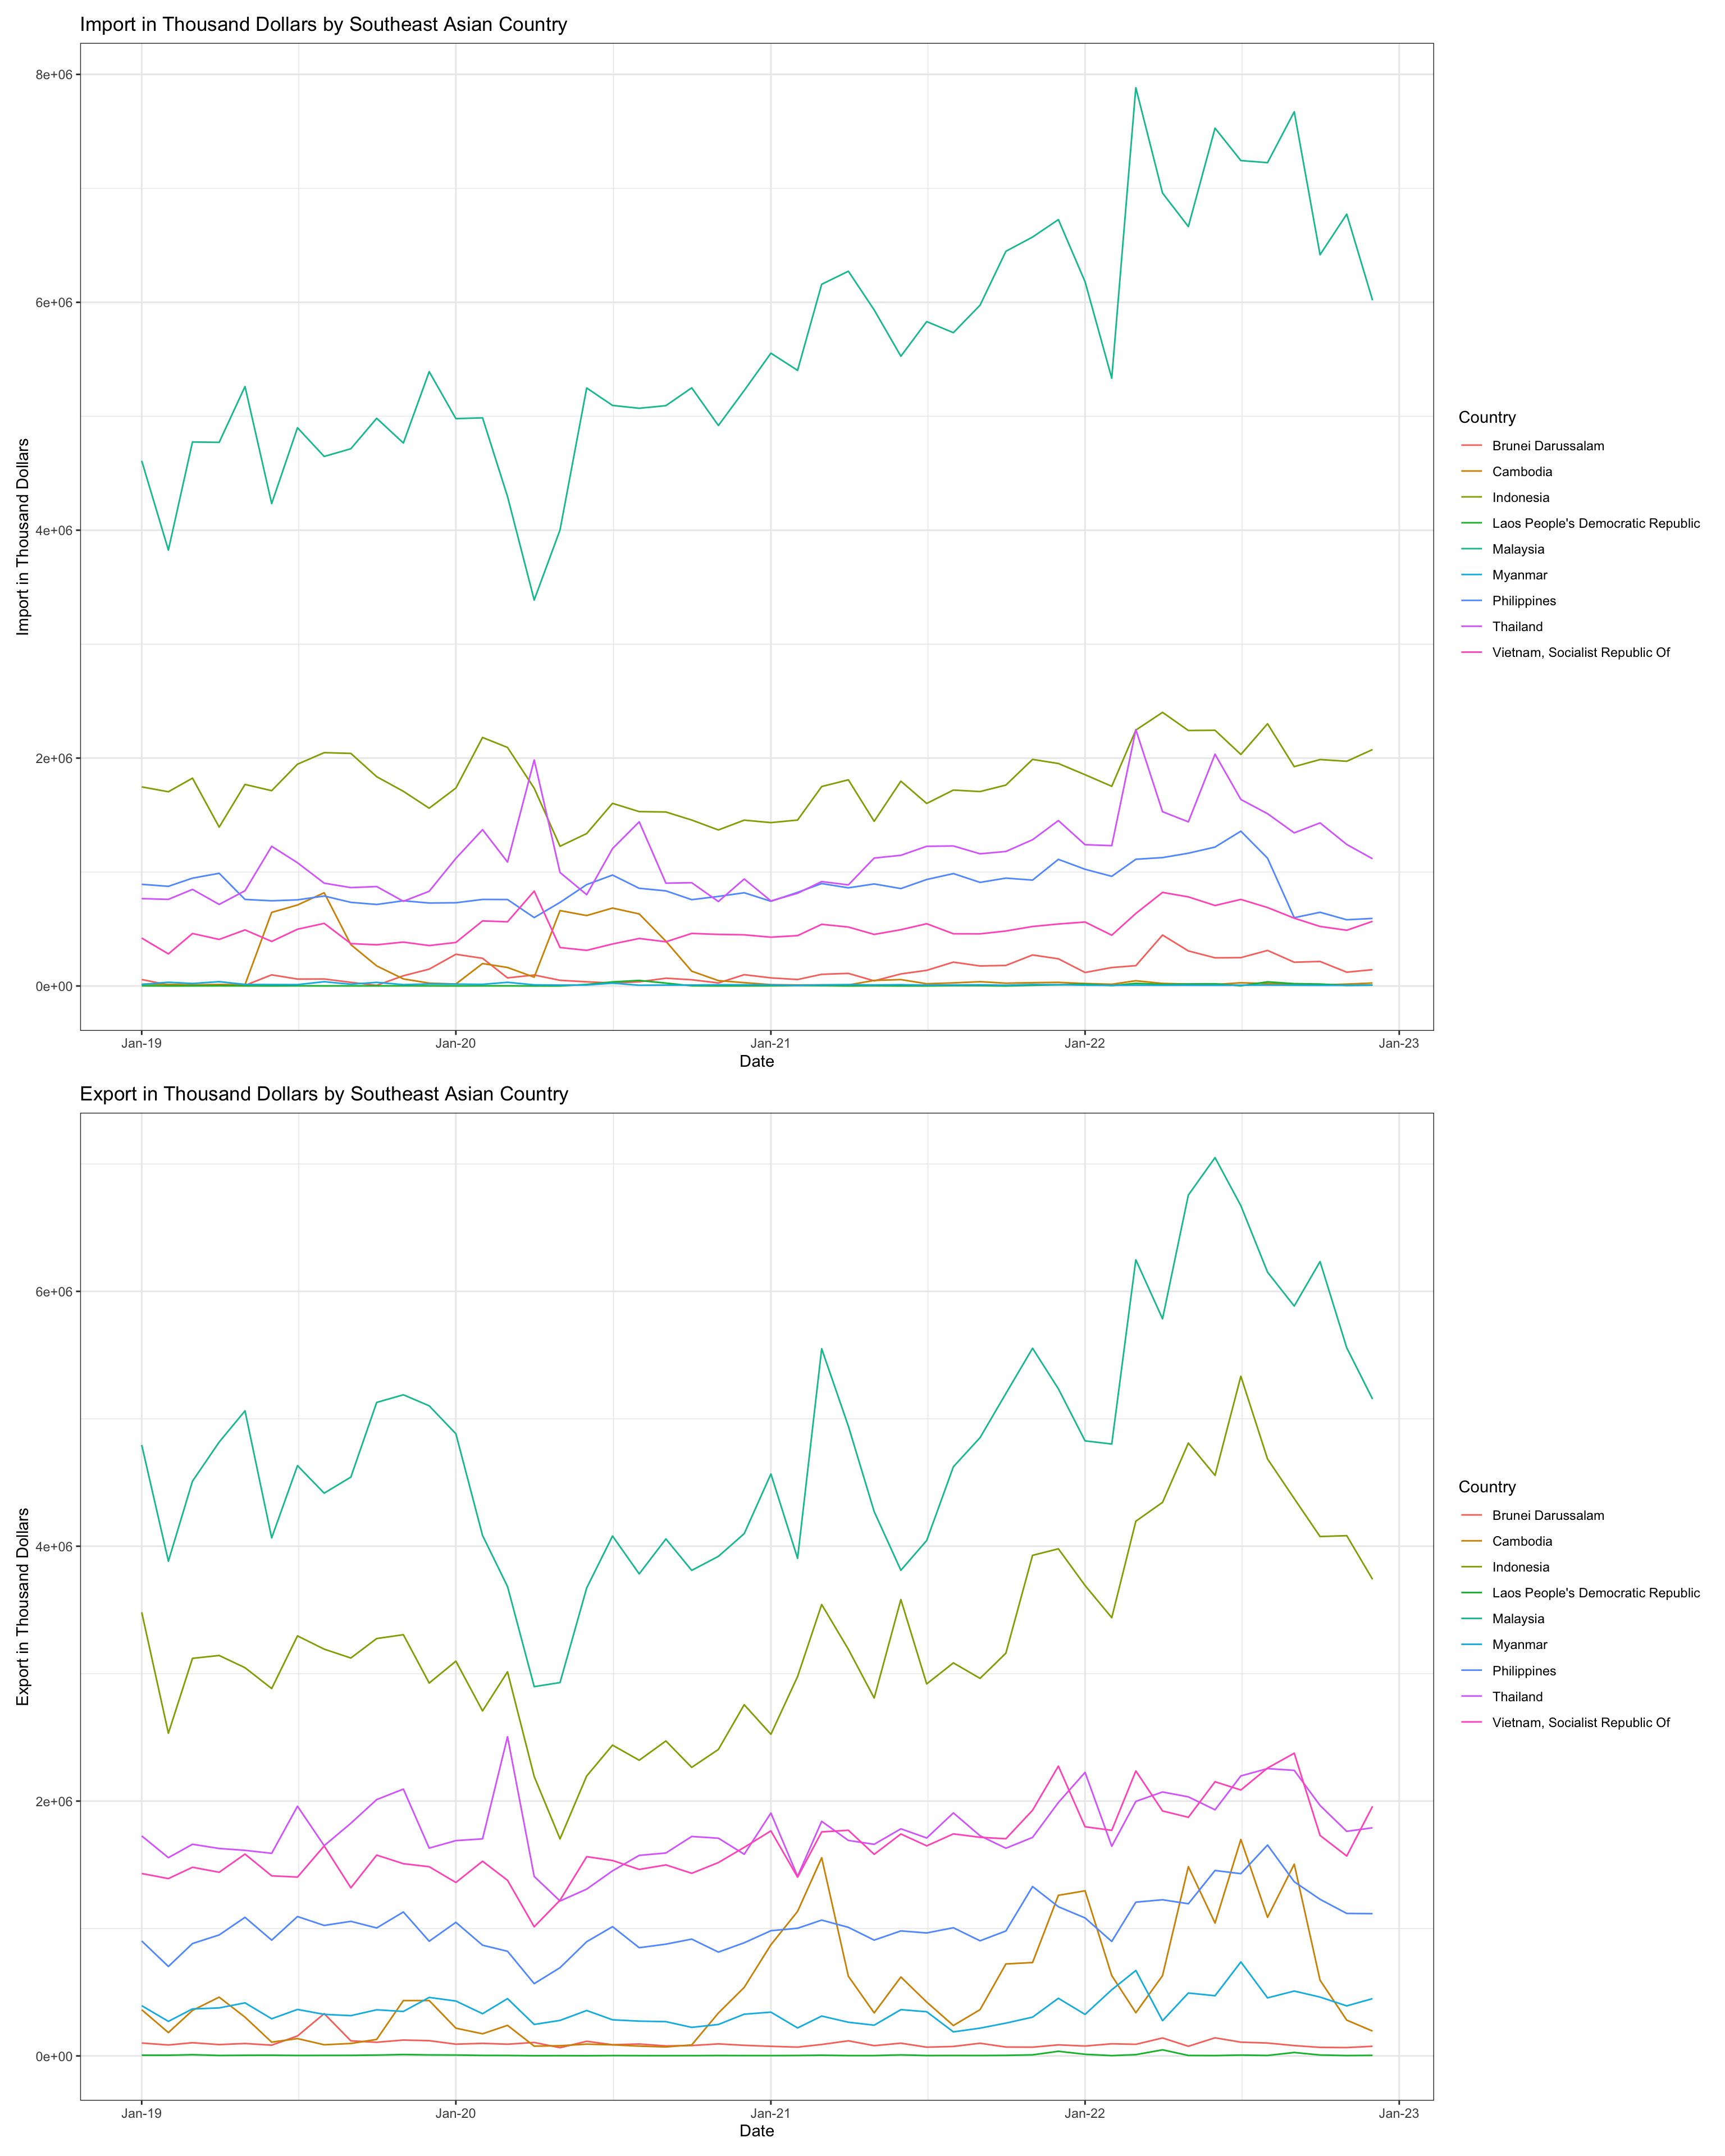 Import in Thousand Dollars by Southeast Asian Country
8e+06
6e+06
4e+06
2e+06
0e+00
Import in Thousand Dollars
Jan-19
Jan-20
Jan-21
Jan-22
Jan-23
Date
Country
Brunei Darussalam
Cambodia
Indonesia
Laos People's Democratic Republic
Malaysia
Myanmar
Philippines
Thailand
Vietnam, Socialist Republic Of
Export in Thousand Dollars by Southeast Asian Country
6e+06
4e+06
2e+06
0e+00
Export in Thousand Dollars
Jan-19
Jan-20
Jan-21
Jan-22
Jan-23
Date
Country
Brunei Darussalam
Cambodia
Indonesia
Laos People's Democratic Republic
Malaysia
Myanmar
Philippines
Thailand
Vietnam, Socialist Republic Of